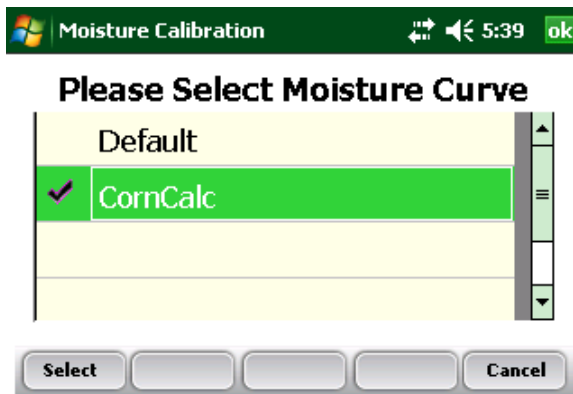 Moisture Calibration 5:39 ok
Please Select Moisture Curve
Default
CornCalc
Select Cancel